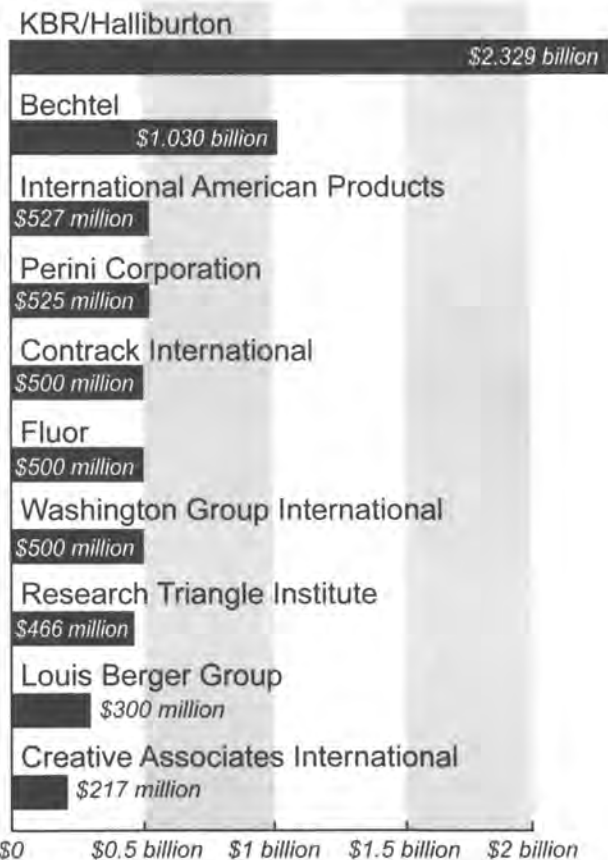 KBR/Halliburton
$2.329 billion
Bechtel
$1.030 billion
International American Products
$527 million
Perini Corporation
$525 million
Contrack International
$500 million
Fluor
$500 million
Washington Group International
$500 million
Research Triangle Institute
$466 million
Louis Berger Group
$300 million
Creative Associates International
$217 million
$0 $0.5 billion $1 billion $1.5 billion $2 billion